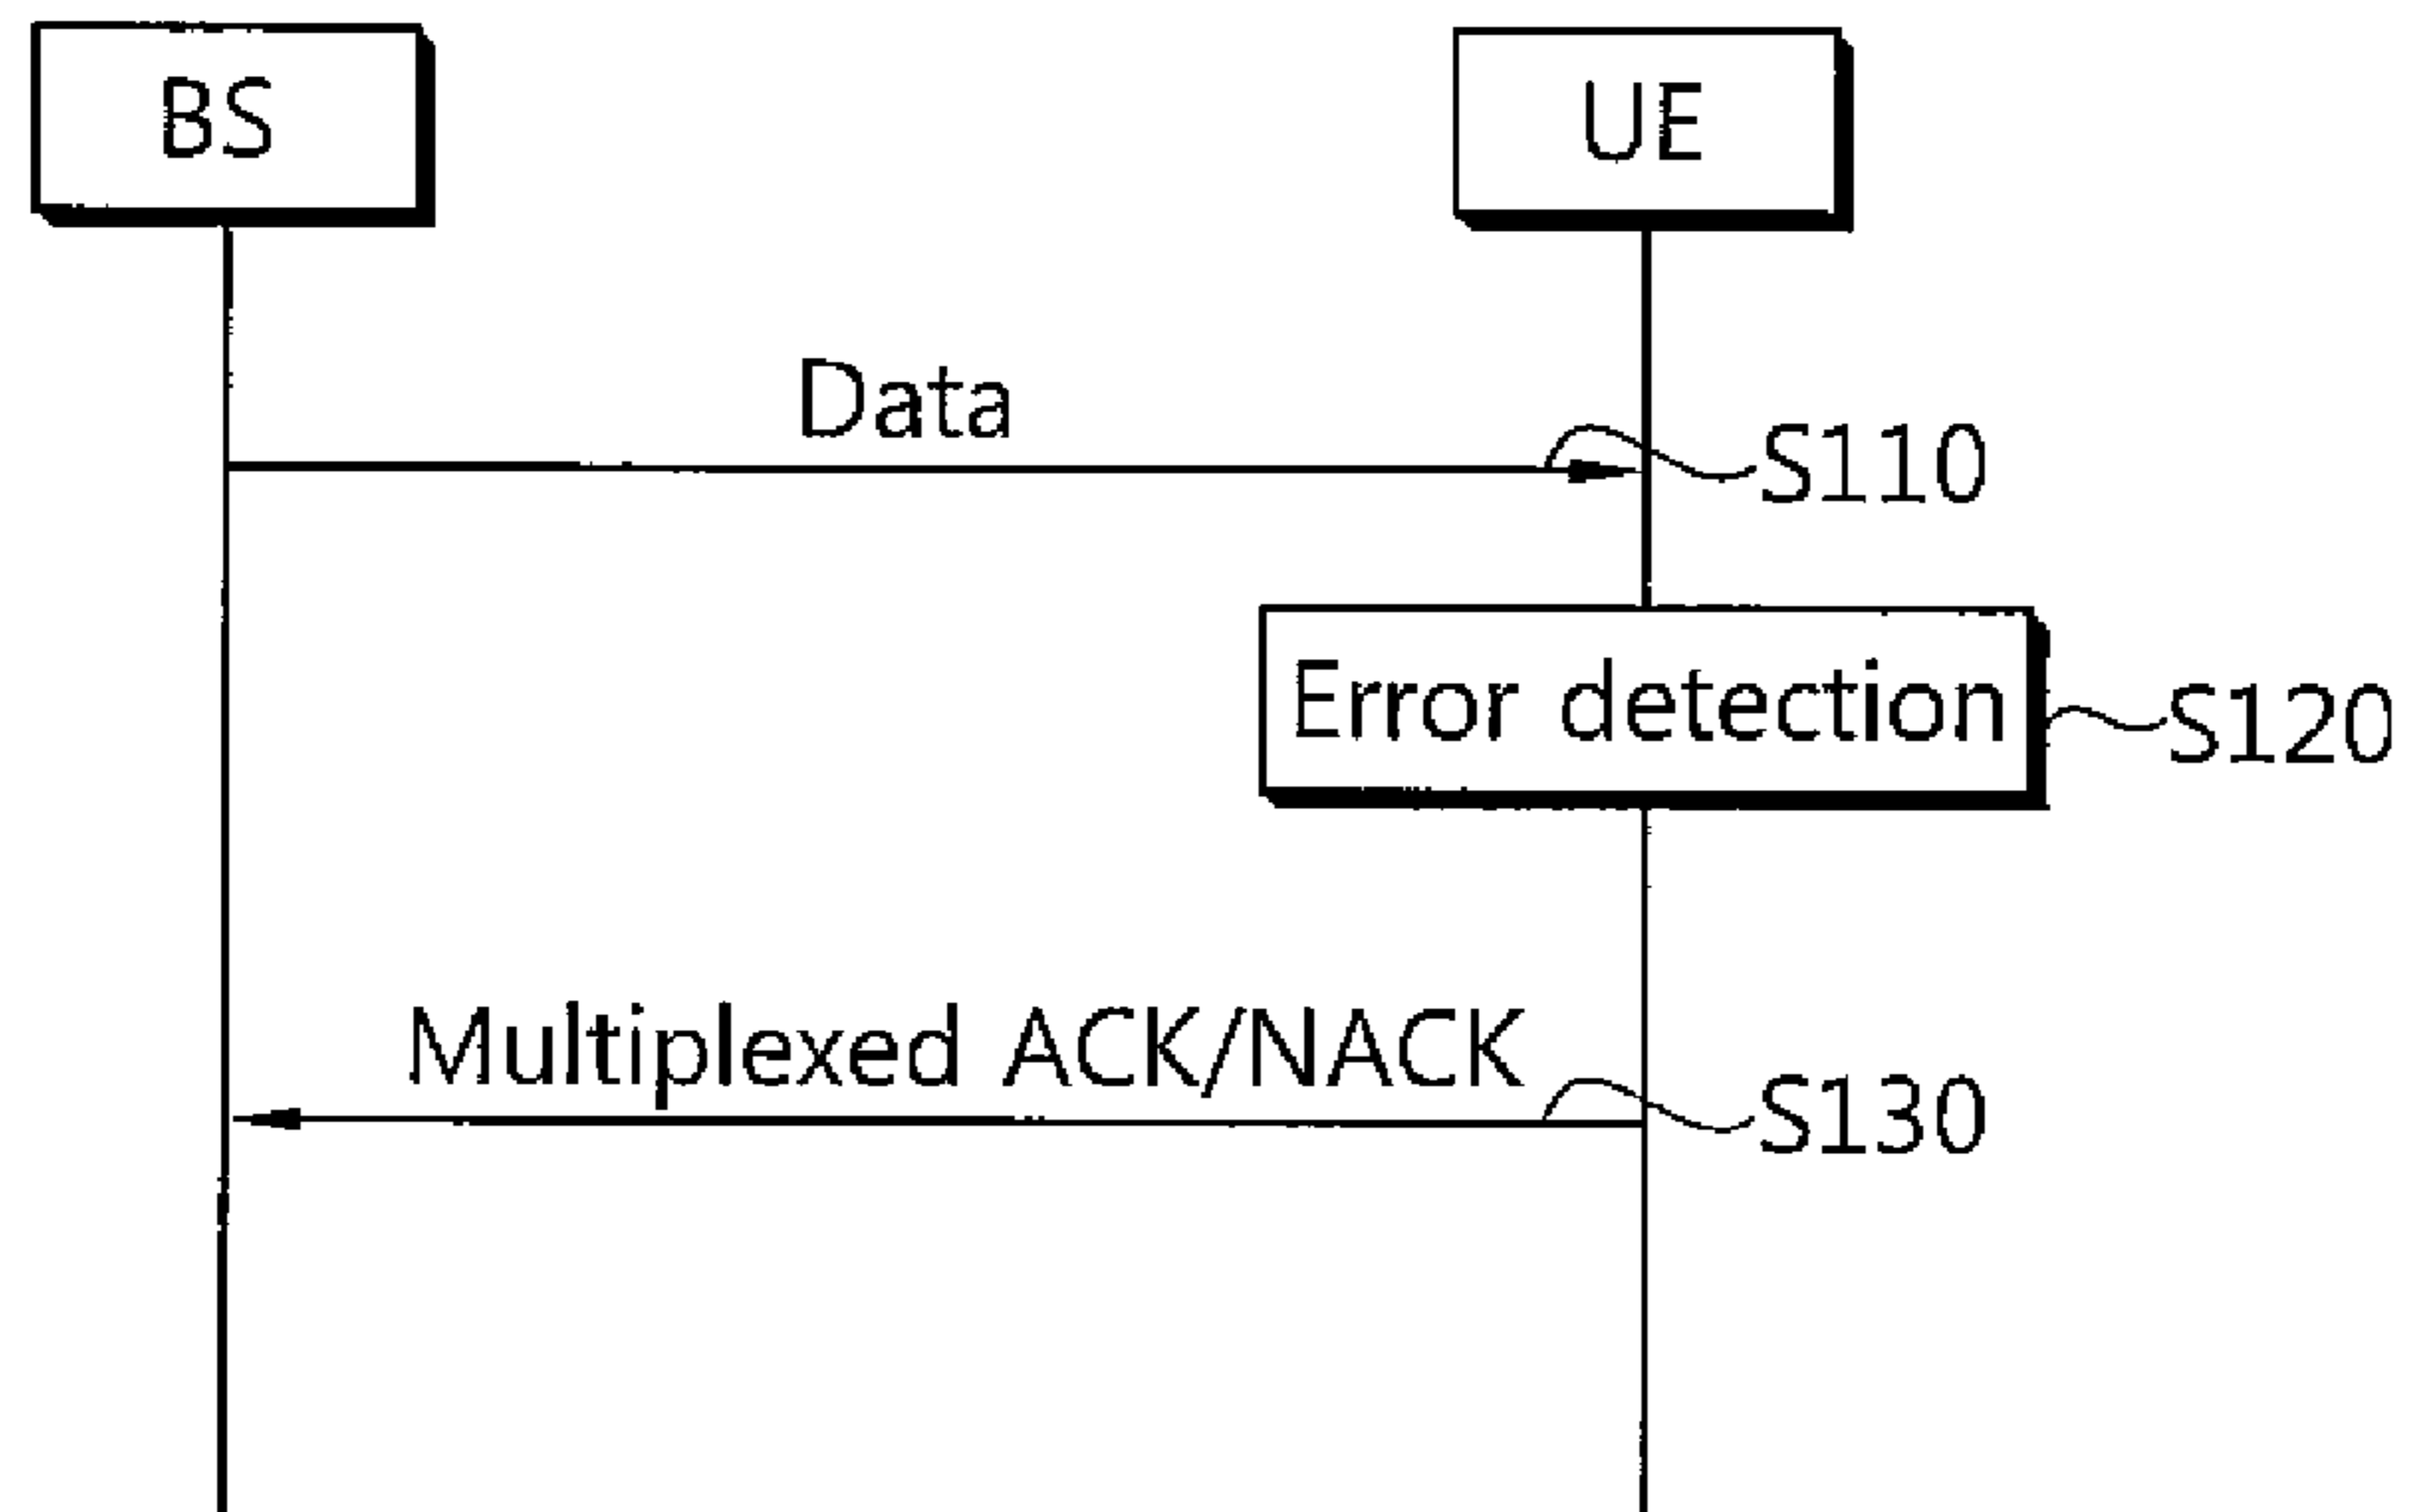 BS
UE
Data
S110
Error detection
S120
Multiplexed ACK/NACK
S130